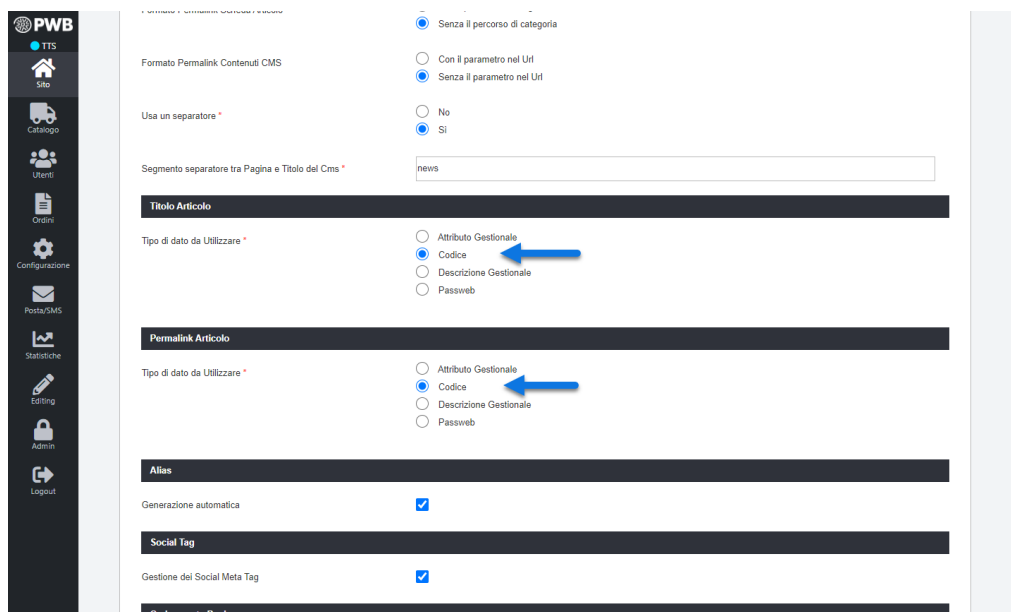 PWB
TTS
Sito
Catalogo
Utenti
Ordini
Configurazione
Posta/SMS
Statistiche
Editing
Admin
Logout
Formato Permalink Scheda Articolo
Senza il percorso di categoria
Formato Permalink Contenuti CMS
Con il parametro nel Url
Senza il parametro nel Url
Usa un separatore *
No
Si
Segmento separatore tra Pagina e Titolo del Cms *
news
Titolo Articolo
Tipo di dato da Utilizzare *
Attributo Gestionale
Codice
Descrizione Gestionale
Passweb
Permalink Articolo
Tipo di dato da Utilizzare *
Attributo Gestionale
Codice
Descrizione Gestionale
Passweb
Alias
Generazione automatica
Social Tag
Gestione dei Social Meta Tag